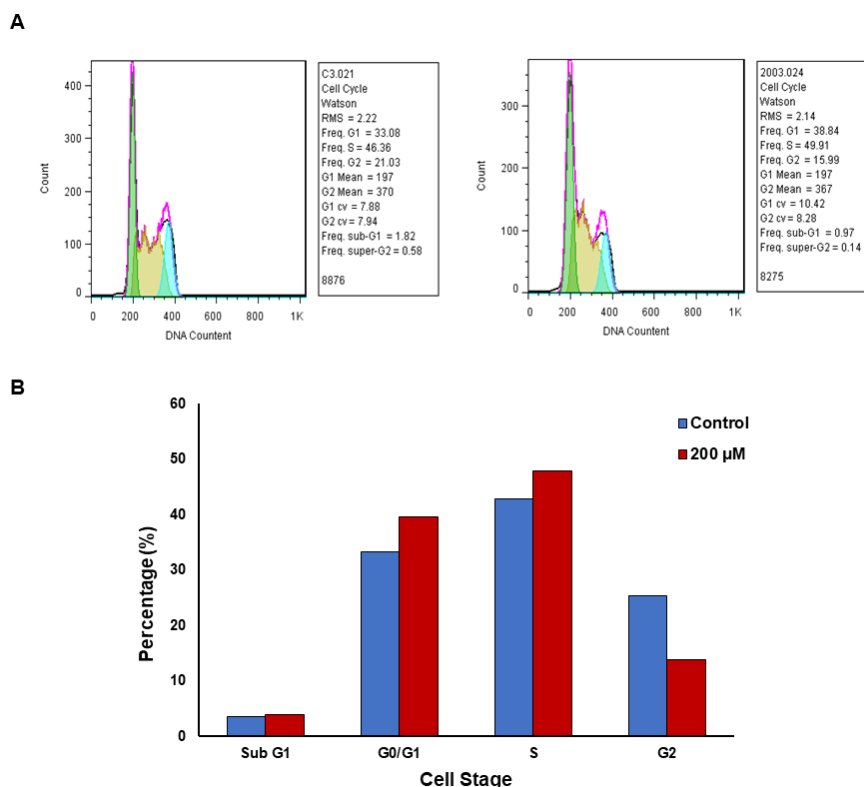 A
400
300
200
100
0
Count
0 200 400 600 800 1K
DNA Countent
C3.021
Cell Cycle
Watson
RMS = 2.22
Freq. G1 = 33.08
Freq. S = 46.36
Freq. G2 = 21.03
G1 Mean = 197
G2 Mean = 370
G1 cv = 7.88
G2 cv = 7.94
Freq. sub-G1 = 1.82
Freq. super-G2 = 0.58
8876
300
200
100
0
Count
0 200 400 600 800 1K
DNA Countent
2003.024
Cell Cycle
Watson
RMS = 2.14
Freq. G1 = 38.84
Freq. S = 49.91
Freq. G2 = 15.99
G1 Mean = 197
G2 Mean = 367
G1 cv = 10.42
G2 cv = 8.28
Freq. sub-G1 = 0.97
Freq. super-G2 = 0.14
8275
B
60
50
40
30
20
10
0
Percentage (%)
Control
200 µM
Sub G1 G0/G1 S G2
Cell Stage